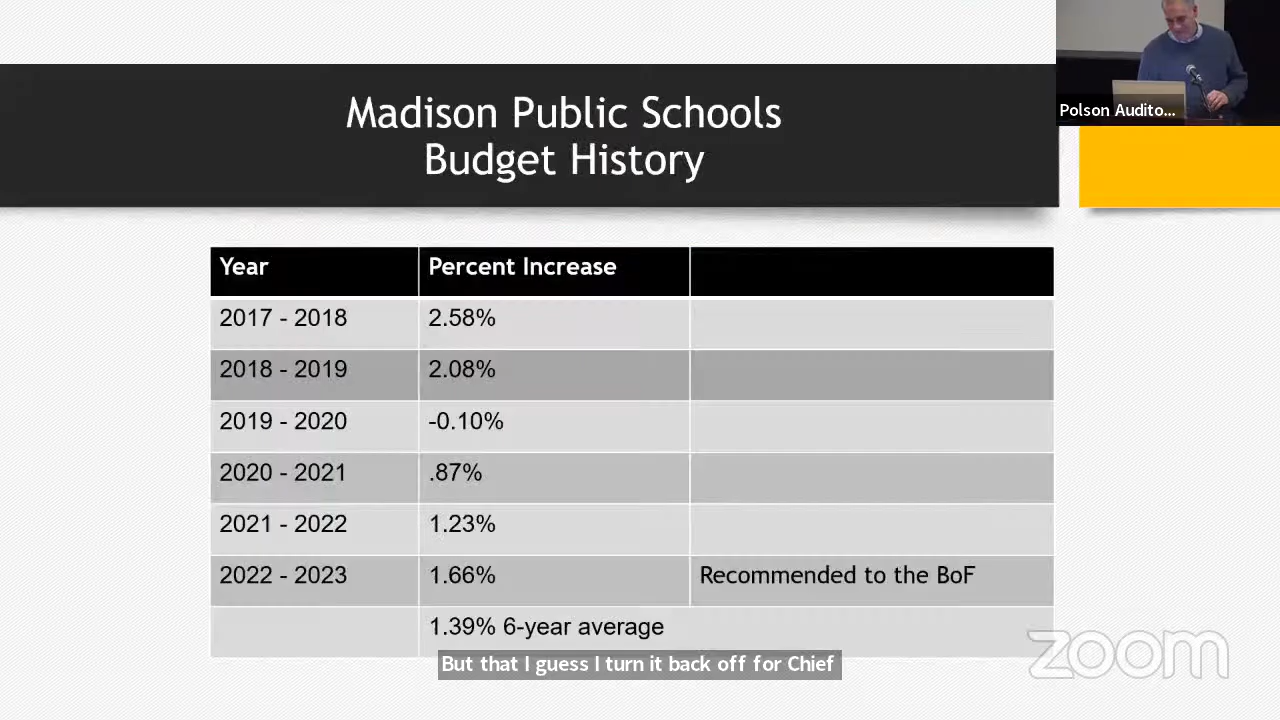 Madison Public Schools
Budget History
Polson Audito...
Year Percent Increase
2017 - 2018 2.58%
2018 - 2019 2.08%
2019 - 2020 -0.10%
2020 - 2021 .87%
2021 - 2022 1.23%
2022 - 2023 1.66% Recommended to the BoF
1.39% 6-year average
But that I guess I turn it back off for Chief
zoom